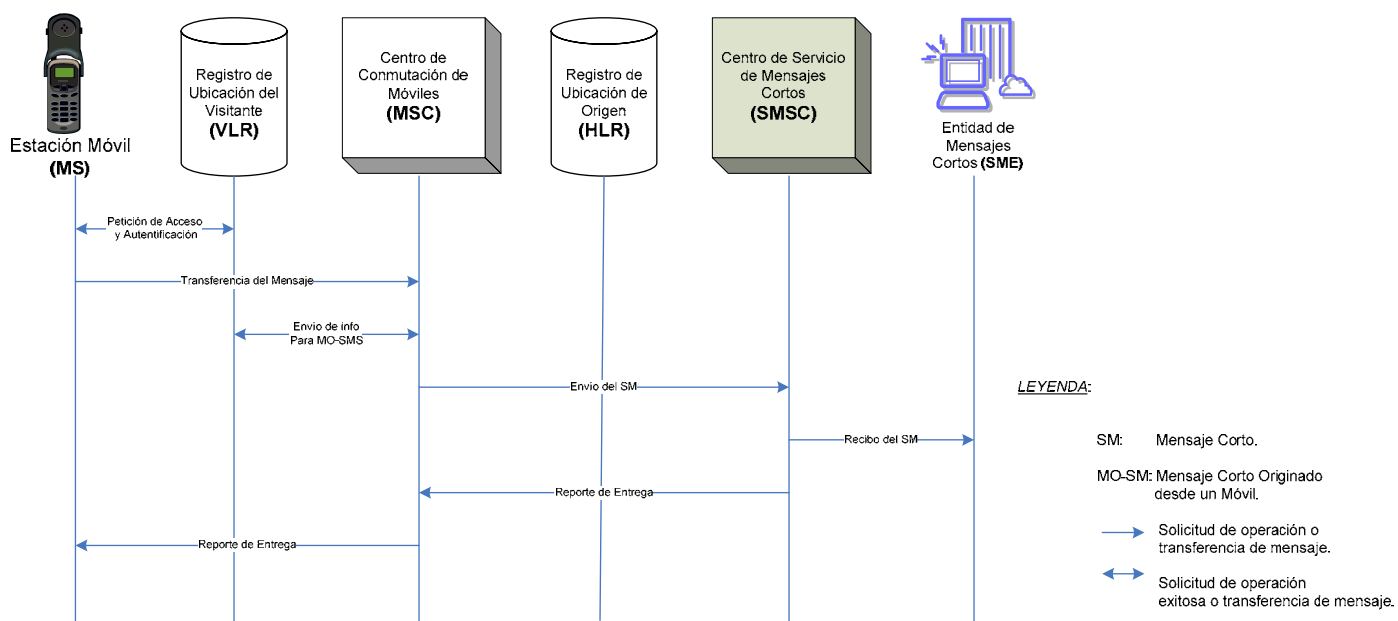 Estación Móvil
(MS)
Registro de
Ubicación del
Visitante
(VLR)
Centro de
Conmutación de
Móviles
(MSC)
Registro de
Ubicación de
Origen
(HLR)
Centro de Servicio
de Mensajes
Cortos
(SMSC)
Entidad de
Mensajes
Cortos (SME)
Petición de Acceso
y Autentificación
Transferencia del Mensaje
Envio de info
Para MO-SMS
Envio del SM
Recibo del SM
Reporte de Entrega
Reporte de Entrega
LEYENDA:
SM: Mensaje Corto.
MO-SM: Mensaje Corto Originado
desde un Móvil.
Solicitud de operación o
transferencia de mensaje.
Solicitud de operación
exitosa o transferencia de mensaje.